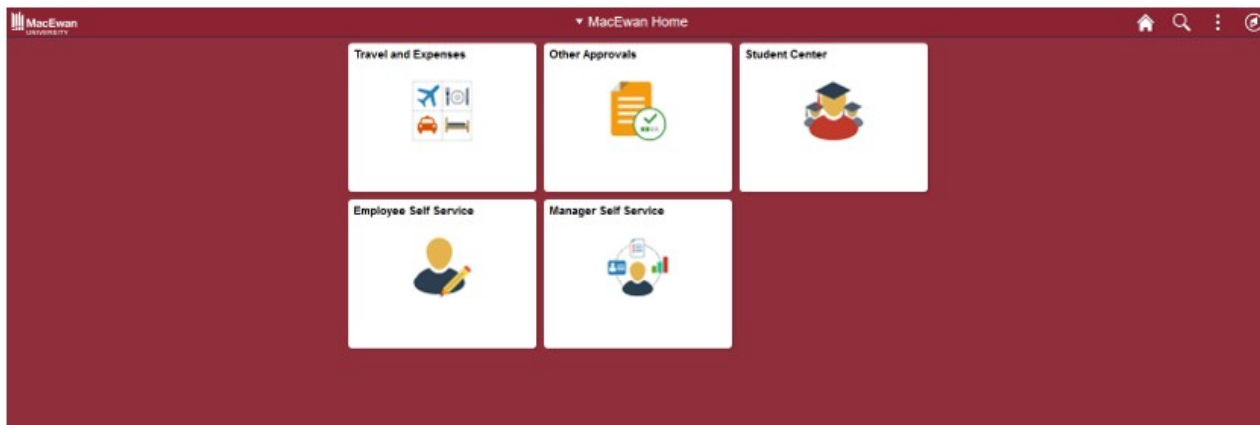 MacEwan
UNIVERSITY
MacEwan Home
Travel and Expenses
Other Approvals
Student Center
Employee Self Service
Manager Self Service